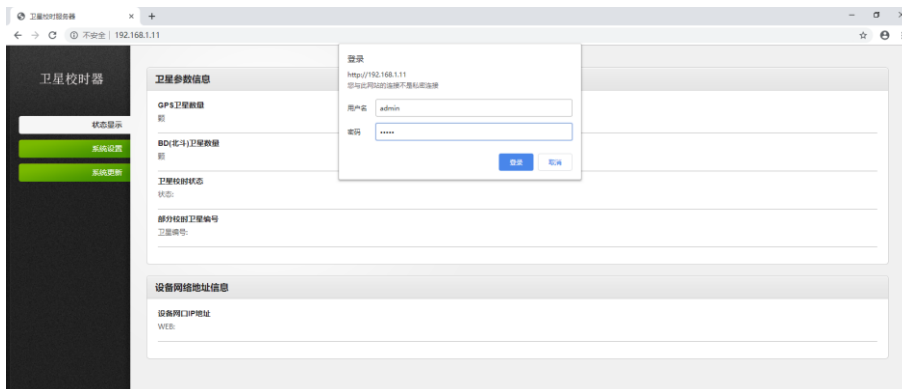 卫星校时服务器
不安全 | 192.168.1.11
卫星校时器
状态显示
系统设置
系统更新
登录
http://192.168.1.11
您与此网站的连接不是私密连接
用户名 admin
密码 •••••
登录 取消
卫星参数信息
GPS卫星数量
颗
BD(北斗)卫星数量
颗
卫星校时状态
状态:
部分校时卫星编号
卫星编号:
设备网络地址信息
设备网口IP地址
WEB: